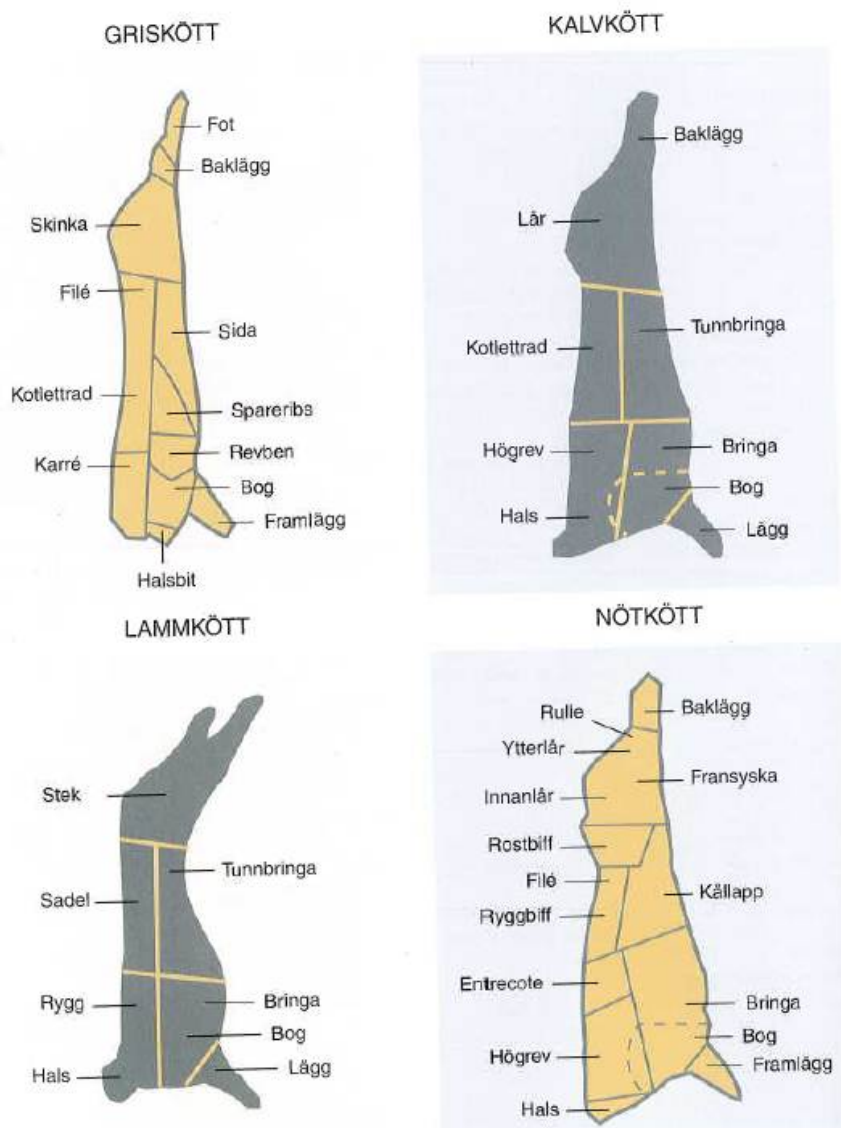 GRISKÖTT
Fot
Baklägg
Skinka
Filé
Sida
Kotlettrad
Spareribs
Karré
Revben
Bog
Framlägg
Halsbit
KALVKÖTT
Baklägg
Lår
Tunnbringa
Kotlettrad
Högrev
Bringa
Bog
Hals
Lägg
LAMMKÖTT
Stek
Tunnbringa
Sadel
Rygg
Bringa
Bog
Hals
Lägg
NÖTKÖTT
Rulle
Baklägg
Ytterlår
Fransyska
Innanlår
Rostbiff
Filé
Kållapp
Ryggbiff
Entrecote
Bringa
Bog
Högrev
Framlägg
Hals